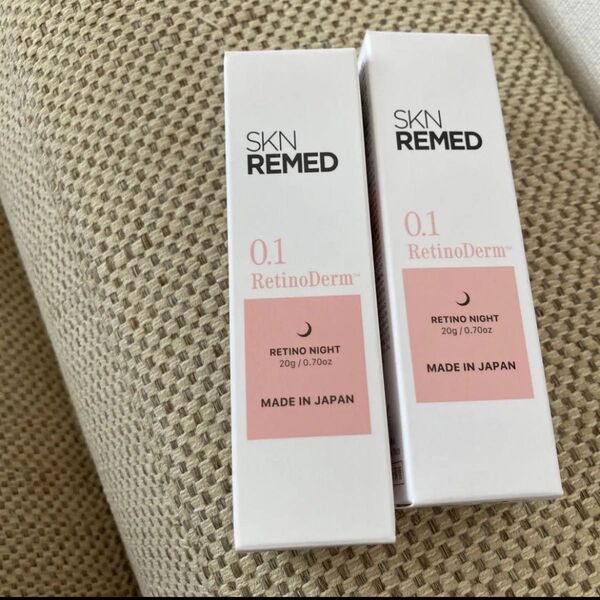 SKN
REMED
0.1
RetinoDerm™
RETINO NIGHT
20g / 0.70oz
MADE IN JAPAN
SKN
REMED
0.1
RetinoDerm™
RETINO NIGHT
20g / 0.70oz
MADE IN JAPAN